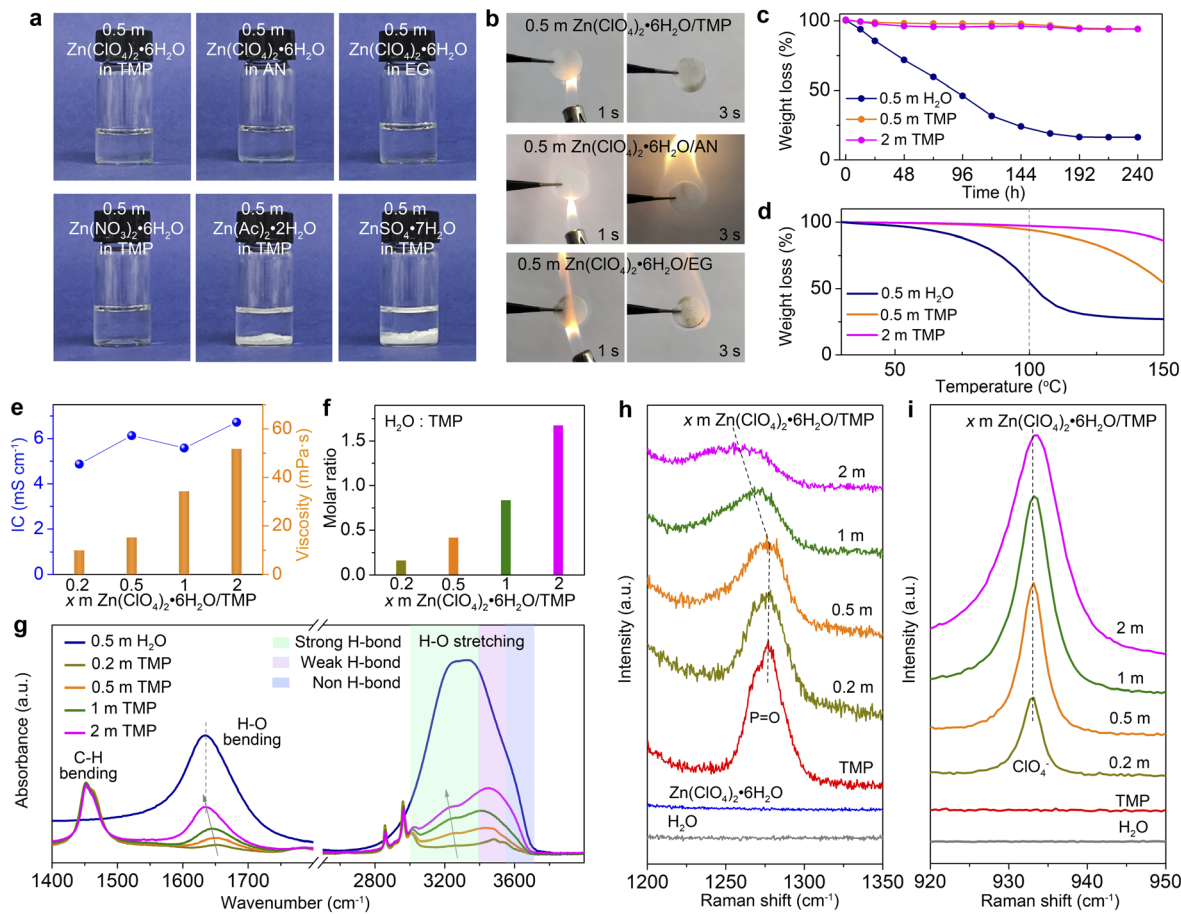 a
0.5 m
Zn(ClO₄)₂•6H₂O
in TMP
0.5 m
Zn(ClO₄)₂•6H₂O
in AN
0.5 m
Zn(ClO₄)₂•6H₂O
in EG
0.5 m
Zn(NO₃)₂•6H₂O
in TMP
0.5 m
Zn(Ac)₂•2H₂O
in TMP
0.5 m
ZnSO₄•7H₂O
in TMP
b
0.5 m Zn(ClO₄)₂•6H₂O/TMP
1 s
3 s
0.5 m Zn(ClO₄)₂•6H₂O/AN
1 s
3 s
0.5 m Zn(ClO₄)₂•6H₂O/EG
1 s
3 s
c
Weight loss (%)
100
50
0
0.5 m H₂O
0.5 m TMP
2 m TMP
0 48 96 144 192 240
Time (h)
d
Weight loss (%)
100
50
0
0.5 m H₂O
0.5 m TMP
2 m TMP
50 100 150
Temperature (°C)
e
IC (mS cm⁻¹)
6
4
2
0
Viscosity (mPa·s)
60
40
20
0
0.2 0.5 1 2
x m Zn(ClO₄)₂•6H₂O/TMP
f
H₂O : TMP
Molar ratio
1.5
1.0
0.5
0.0
0.2 0.5 1 2
x m Zn(ClO₄)₂•6H₂O/TMP
g
Absorbance (a.u.)
0.5 m H₂O
0.2 m TMP
0.5 m TMP
1 m TMP
2 m TMP
Strong H-bond
Weak H-bond
Non H-bond
H-O stretching
H-O
bending
C-H
bending
1400 1500 1600 1700 2800 3200 3600
Wavenumber (cm⁻¹)
h
x m Zn(ClO₄)₂•6H₂O/TMP
Intensity (a.u.)
2 m
1 m
0.5 m
0.2 m
P=O
TMP
Zn(ClO₄)₂•6H₂O
H₂O
1200 1250 1300 1350
Raman shift (cm⁻¹)
i
x m Zn(ClO₄)₂•6H₂O/TMP
Intensity (a.u.)
2 m
1 m
0.5 m
0.2 m
ClO₄⁻
TMP
H₂O
920 930 940 950
Raman shift (cm⁻¹)